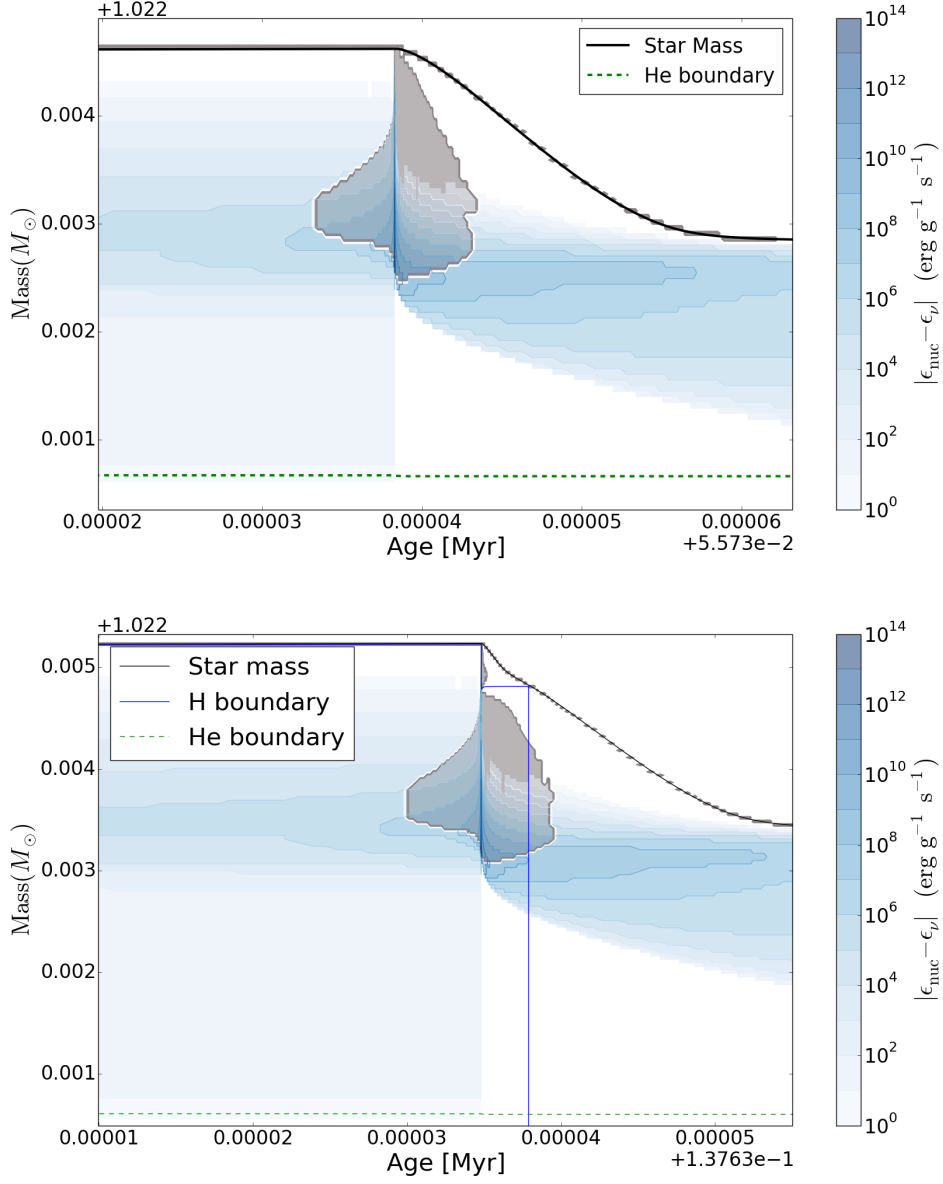 +1.022
Star Mass
He boundary
0.004
0.003
0.002
0.001
Mass(M⊙)
0.00002 0.00003 0.00004 0.00005 0.00006
Age [Myr]
+5.573e−2
10^14
10^12
10^10
10^8
10^6
10^4
10^2
10^0
|ϵnuc−ϵν| (erg g^−1 s^−1)
+1.022
Star mass
H boundary
He boundary
0.005
0.004
0.003
0.002
0.001
Mass(M⊙)
0.00001 0.00002 0.00003 0.00004 0.00005
Age [Myr]
+1.3763e−1
10^14
10^12
10^10
10^8
10^6
10^4
10^2
10^0
|ϵnuc−ϵν| (erg g^−1 s^−1)